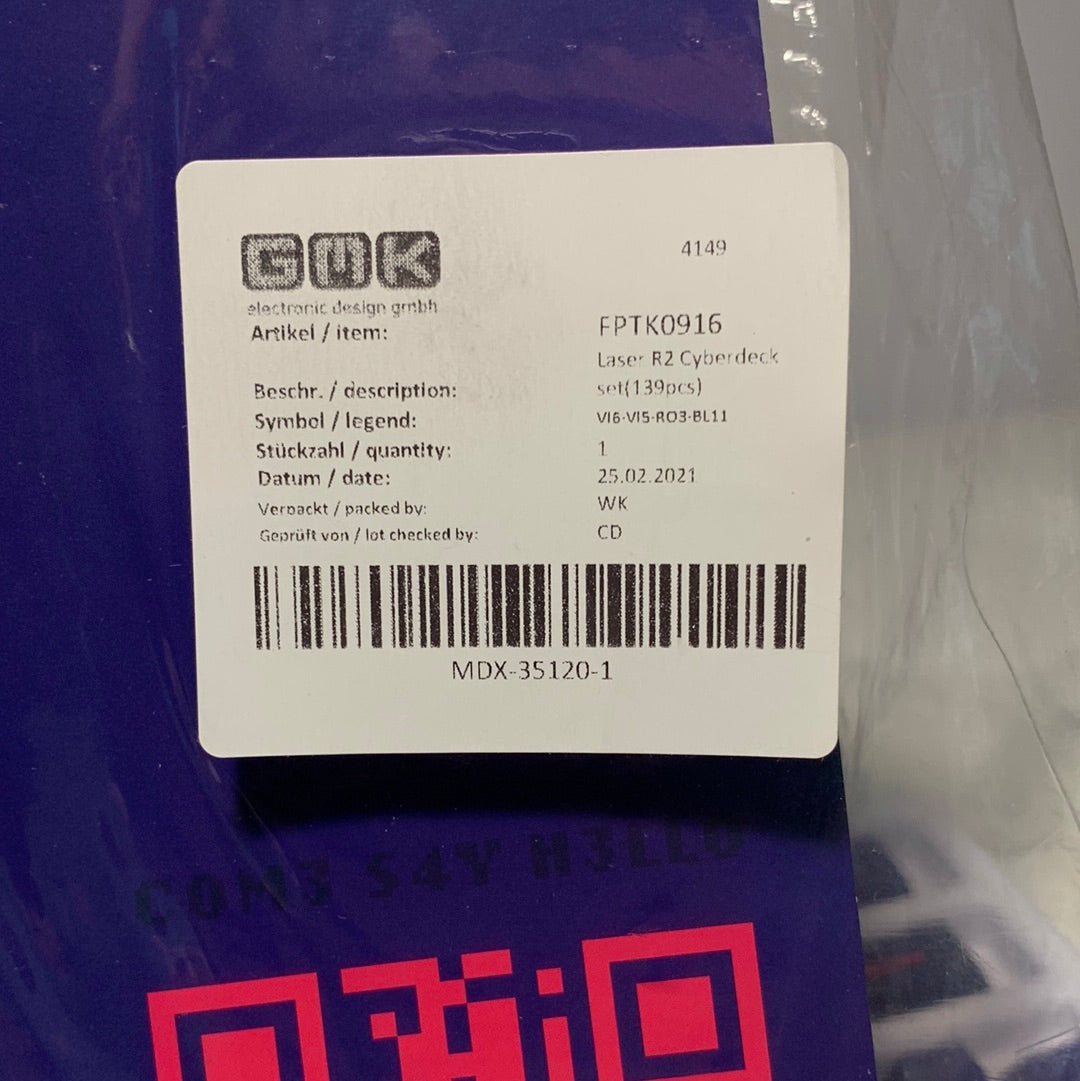 GMK
4149
electronic design gmbh
Artikel / item: FPTK0916
Laser R2 Cyberdeck
Beschr. / description: set(139pcs)
Symbol / legend: VI6-VI5-RO3-BL11
Stückzahl / quantity: 1
Datum / date: 25.02.2021
Verpackt / packed by: WK
Geprüft von / lot checked by: CD
MDX-35120-1
C0M3 S4Y H3LL0